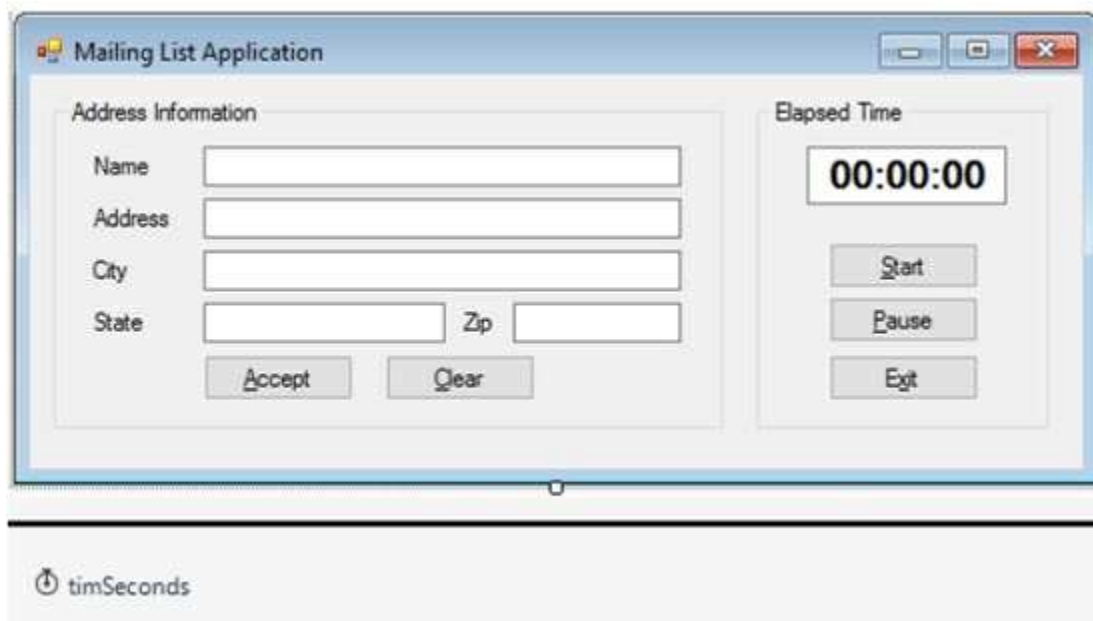 Mailing List Application
Address Information
Name
Address
City
State Zip
Accept Clear
Elapsed Time
00:00:00
Start
Pause
Exit
timSeconds